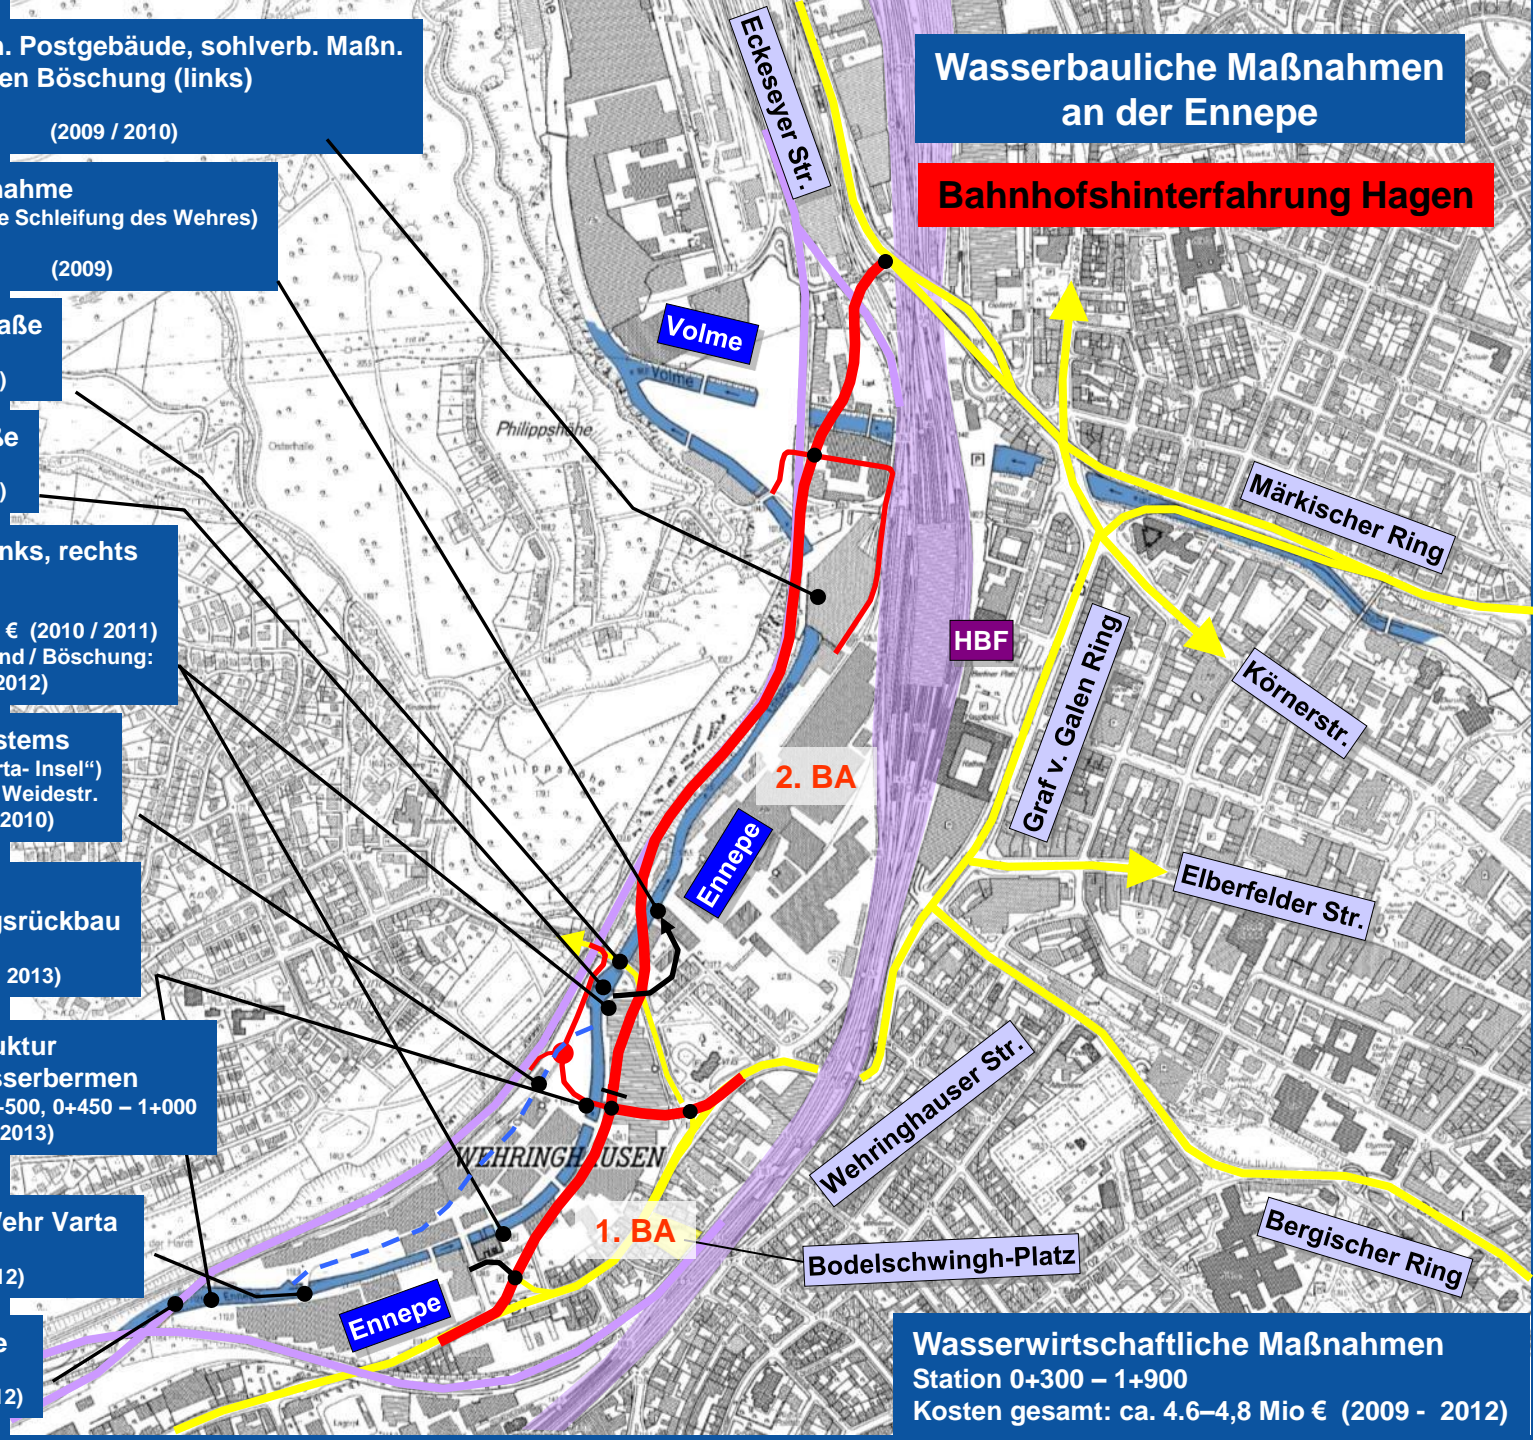 n. Postgebäude, sohlverb. Maßn.
en Böschung (links)
(2009 / 2010)
Wasserbauliche Maßnahmen
an der Ennepe
Bahnhofshinterfahrung Hagen
Eckeseyer Str.
nahme
e Schleifung des Wehres)
(2009)
aße
)
Volme
Volme
ße
)
Philippshöhe
Märkischer Ring
nks, rechts
€ (2010 / 2011)
nd / Böschung:
2012)
HBF
Graf v. Galen Ring
Körnerstr.
stems
rta- Insel“)
Weidestr.
2010)
Philippshöhe
2. BA
Ennepe
Elberfelder Str.
gsrückbau
2013)
uktur
sserbermen
-500, 0+450 – 1+000
2013)
Wehringhauser Str.
WEHRINGHAUSEN
Wehr Varta
12)
1. BA
Bodelschwingh-Platz
Bergischer Ring
Ennepe
e
12)
Wasserwirtschaftliche Maßnahmen
Station 0+300 – 1+900
Kosten gesamt: ca. 4.6–4,8 Mio € (2009 - 2012)